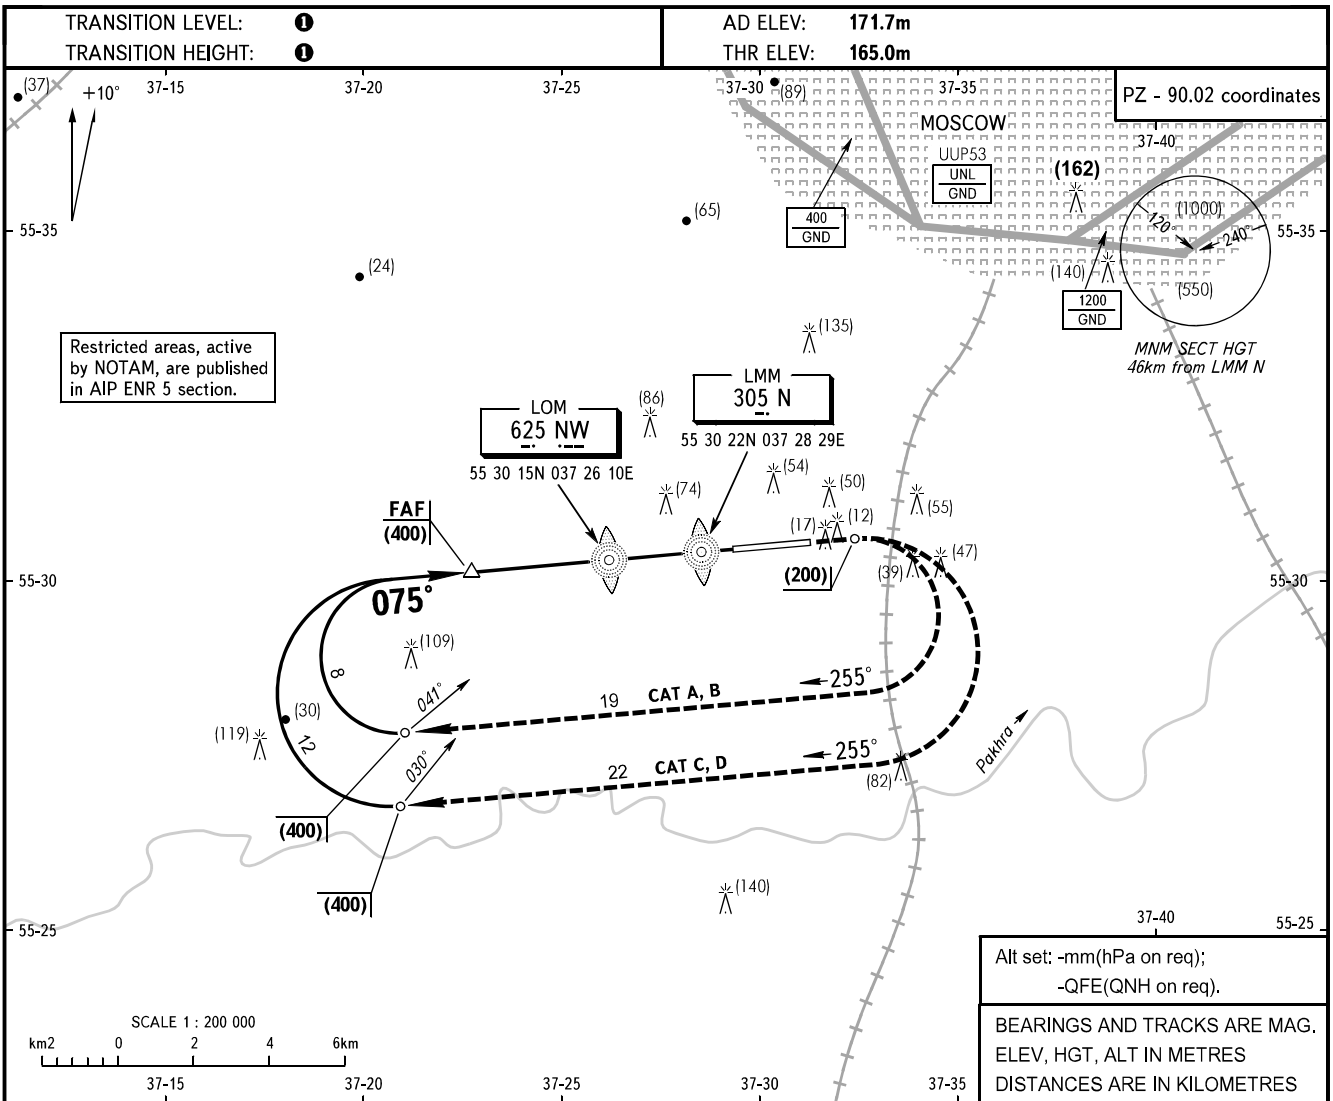 TRANSITION LEVEL: 1
TRANSITION HEIGHT: 1
AD ELEV: 171.7m
THR ELEV: 165.0m
(37)
+10°
37-15
37-20
37-25
37-30
(89)
37-35
PZ - 90.02 coordinates
MOSCOW
37-40
UUP53
UNL
GND
(162)
(1000)
120°
240°
(550)
55-35
55-35
(65)
400
GND
(24)
(140)
1200
GND
MNM SECT HGT
46km from LMM N
Restricted areas, active
by NOTAM, are published
in AIP ENR 5 section.
(135)
LOM
625 NW
55 30 15N 037 26 10E
(86)
LMM
305 N
55 30 22N 037 28 29E
(74)
(54)
(50)
(55)
(17)
(12)
FAF
(400)
(200)
(39)
(47)
55-30
55-30
075°
(109)
8
041°
19
CAT A, B
255°
(30)
(119)
12
030°
22
CAT C, D
255°
(82)
Pakhra
(400)
(400)
(140)
55-25
37-40
55-25
Alt set: -mm(hPa on req);
-QFE(QNH on req).
SCALE 1 : 200 000
km2 0 2 4 6km
BEARINGS AND TRACKS ARE MAG.
ELEV, HGT, ALT IN METRES
DISTANCES ARE IN KILOMETRES
37-15
37-20
37-25
37-30
37-35